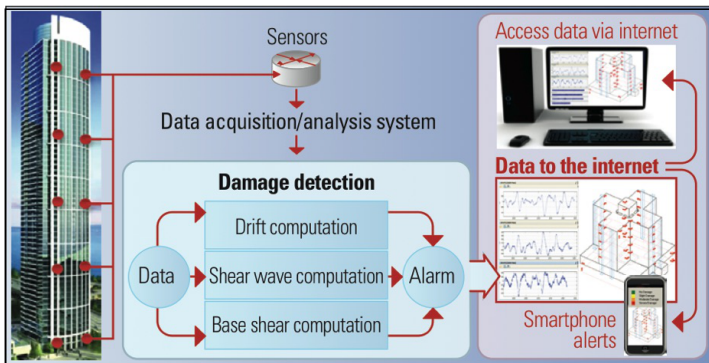 Sensors
Data acquisition/analysis system
Damage detection
Data
Drift computation
Shear wave computation
Base shear computation
Alarm
Access data via internet
Data to the internet
Smartphone
alerts